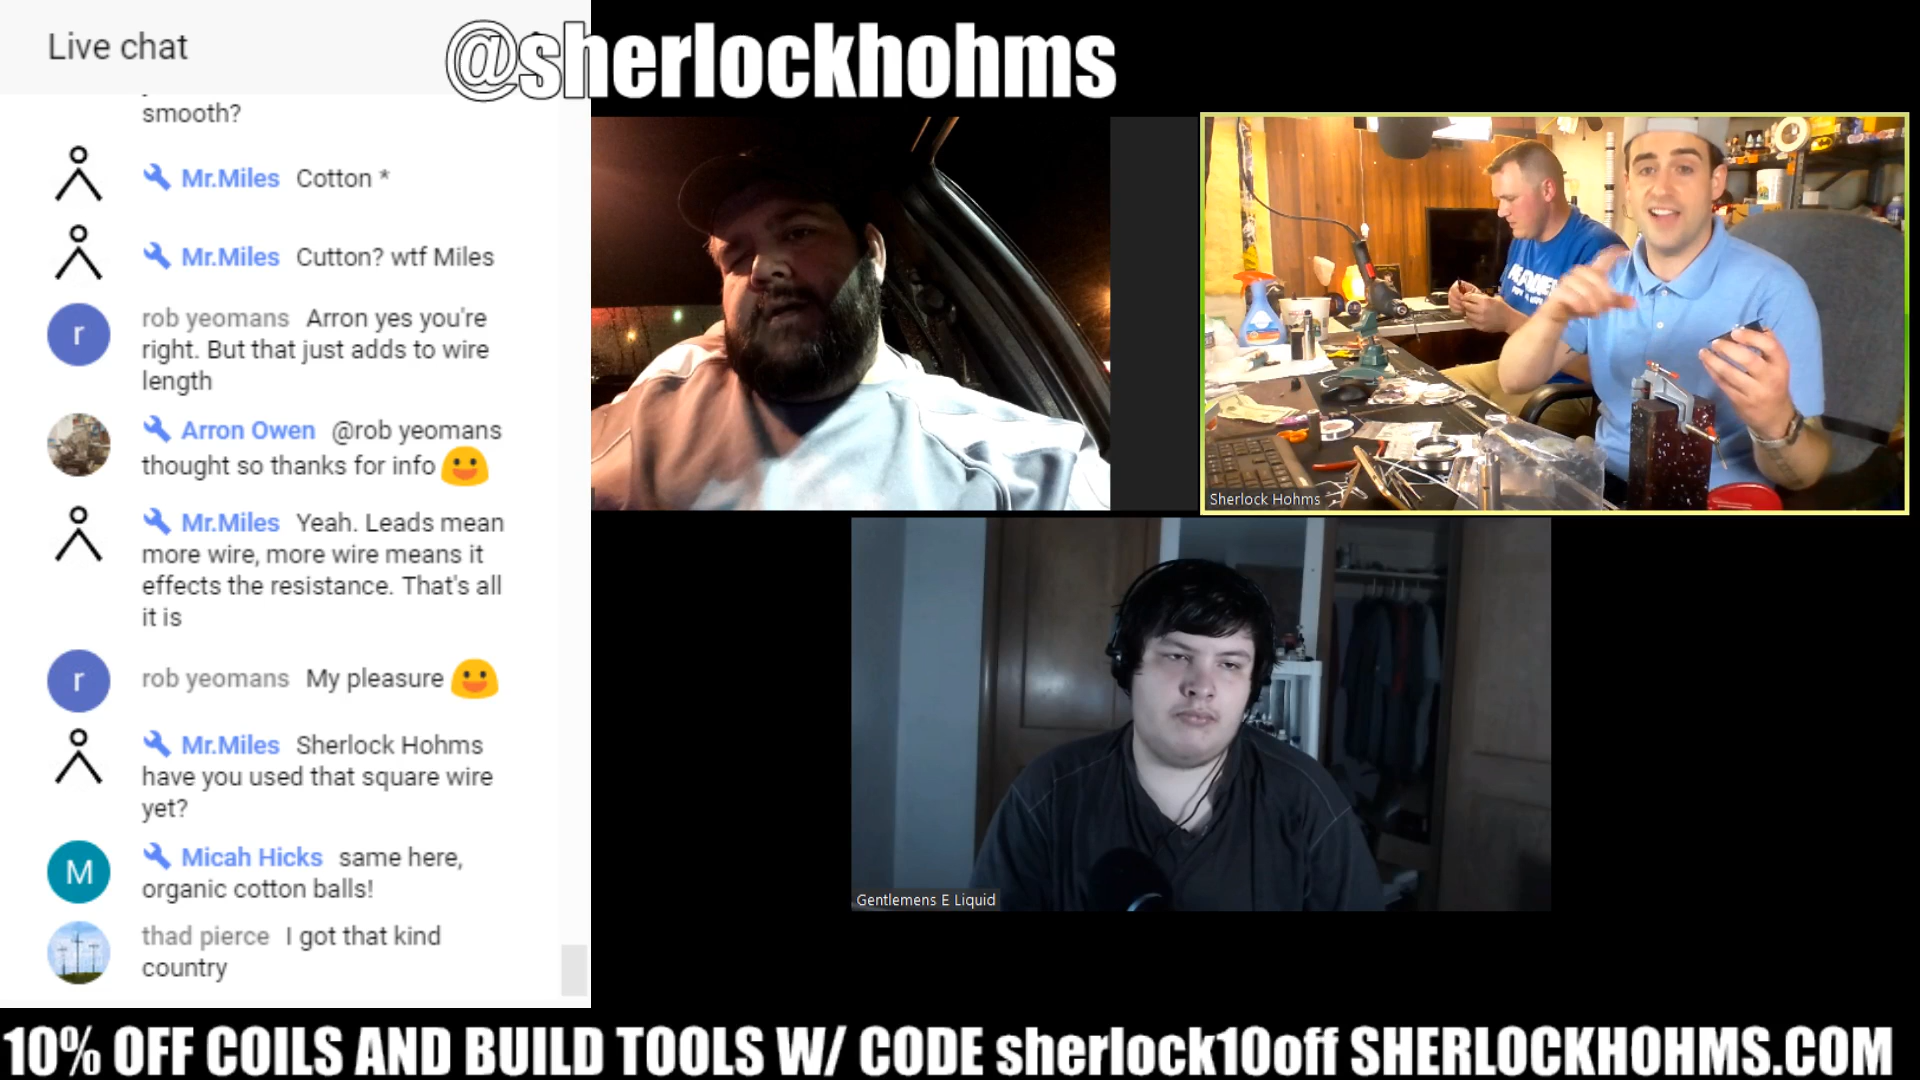 Live chat
@sherlockhohms
smooth?
Mr.Miles Cotton *
Mr.Miles Cutton? wtf Miles
r
rob yeomans Arron yes you're
right. But that just adds to wire
length
Arron Owen @rob yeomans
thought so thanks for info
Mr.Miles Yeah. Leads mean
more wire, more wire means it
effects the resistance. That's all
it is
r
rob yeomans My pleasure
Mr.Miles Sherlock Hohms
have you used that square wire
yet?
M
Micah Hicks same here,
organic cotton balls!
thad pierce I got that kind
country
Sherlock Hohms
Gentlemens E Liquid
10% OFF COILS AND BUILD TOOLS W/ CODE sherlock10off SHERLOCKHOHMS.COM